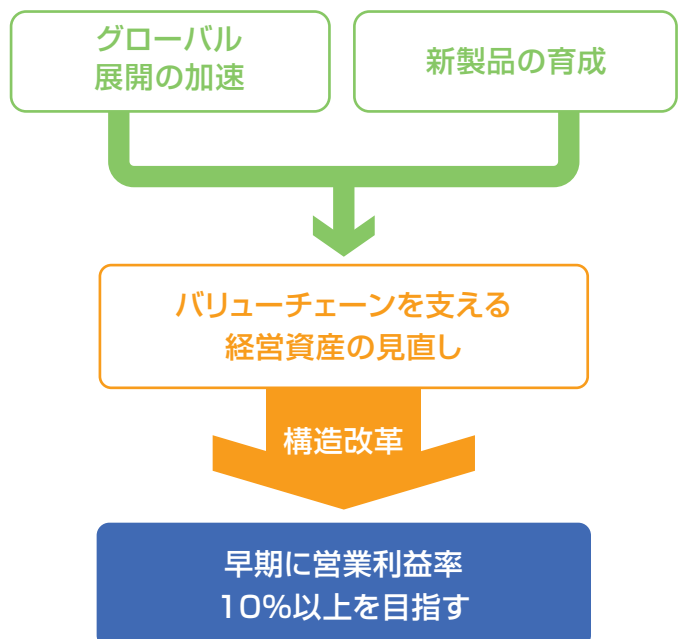 グローバル
展開の加速
新製品の育成
バリューチェーンを支える
経営資産の見直し
構造改革
早期に営業利益率
10%以上を目指す